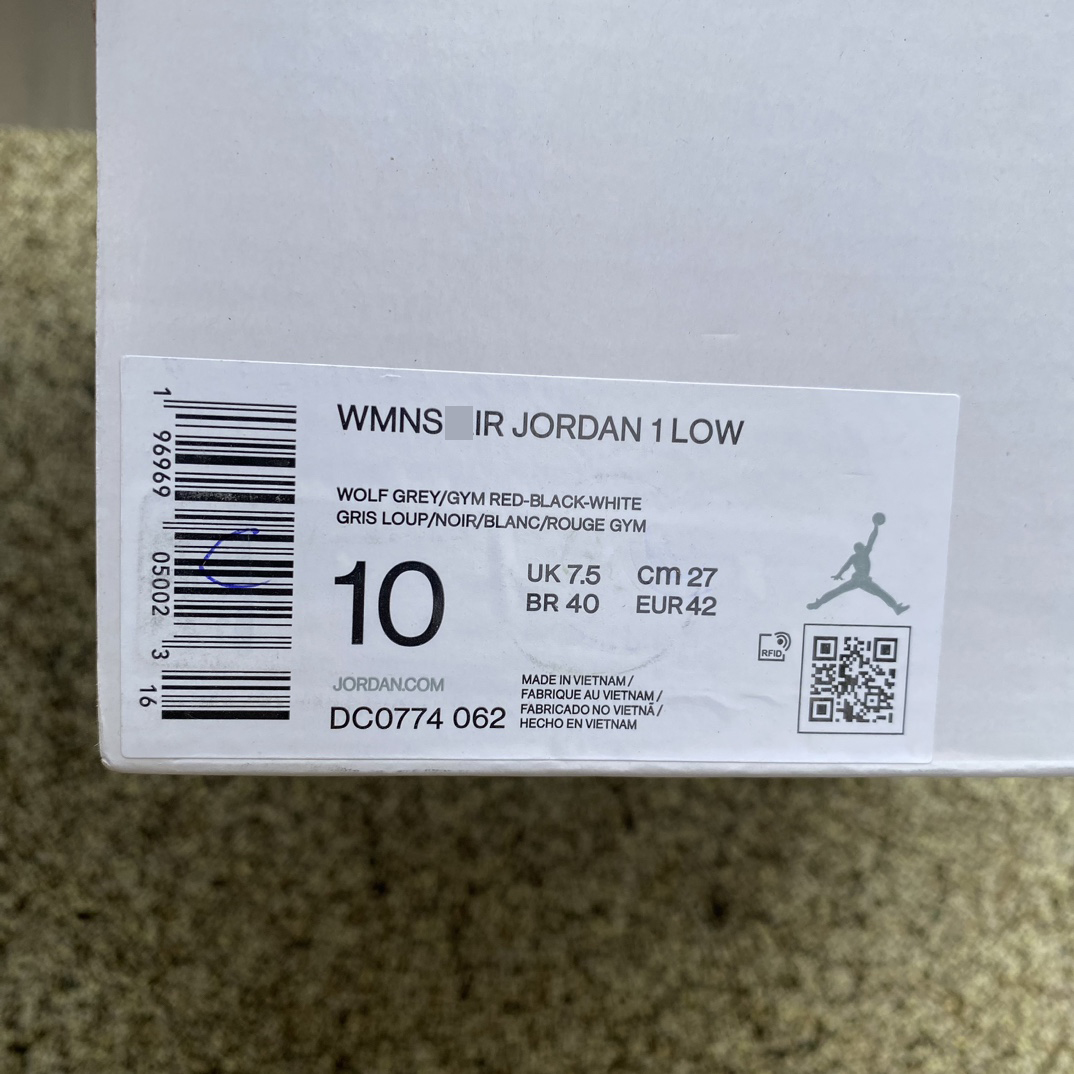 WMNS IR JORDAN 1 LOW
WOLF GREY/GYM RED-BLACK-WHITE
GRIS LOUP/NOIR/BLANC/ROUGE GYM
10
UK 7.5 cm 27
BR 40 EUR 42
RFID
JORDAN.COM
DC0774 062
MADE IN VIETNAM /
FABRIQUE AU VIETNAM /
FABRICADO NO VIETNÃ /
HECHO EN VIETNAM
1 96969 05002 3 16